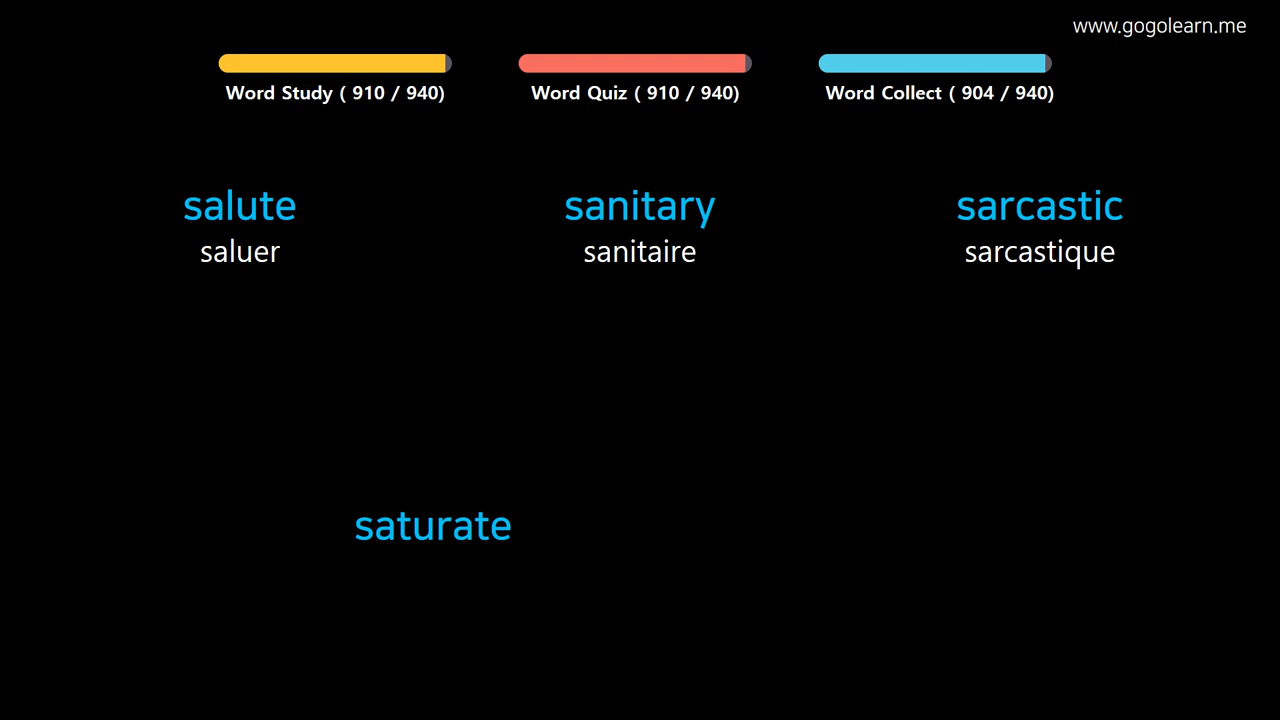 www.gogolearn.me
Word Study ( 910 / 940)
Word Quiz ( 910 / 940)
Word Collect ( 904 / 940)
salute
saluer
sanitary
sanitaire
sarcastic
sarcastique
saturate